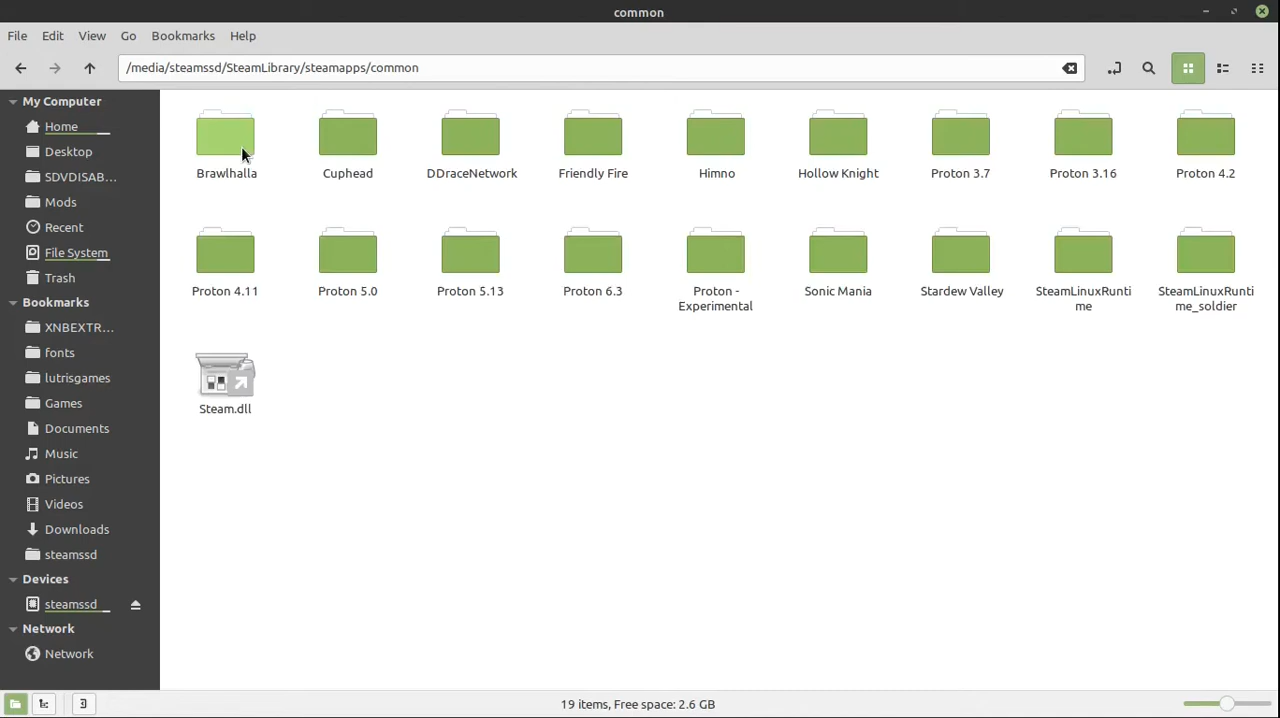 common
File Edit View Go Bookmarks Help
/media/steamssd/SteamLibrary/steamapps/common
My Computer
Home
Desktop
SDVDISAB...
Mods
Recent
File System
Trash
Bookmarks
XNBEXTR...
fonts
lutrisgames
Games
Documents
Music
Pictures
Videos
Downloads
steamssd
Devices
steamssd
Network
Network
Brawlhalla Cuphead DDraceNetwork Friendly Fire Himno Hollow Knight Proton 3.7 Proton 3.16 Proton 4.2
Proton 4.11 Proton 5.0 Proton 5.13 Proton 6.3 Proton - Sonic Mania Stardew Valley SteamLinuxRunti SteamLinuxRunti
Experimental me me_soldier
Steam.dll
19 items, Free space: 2.6 GB